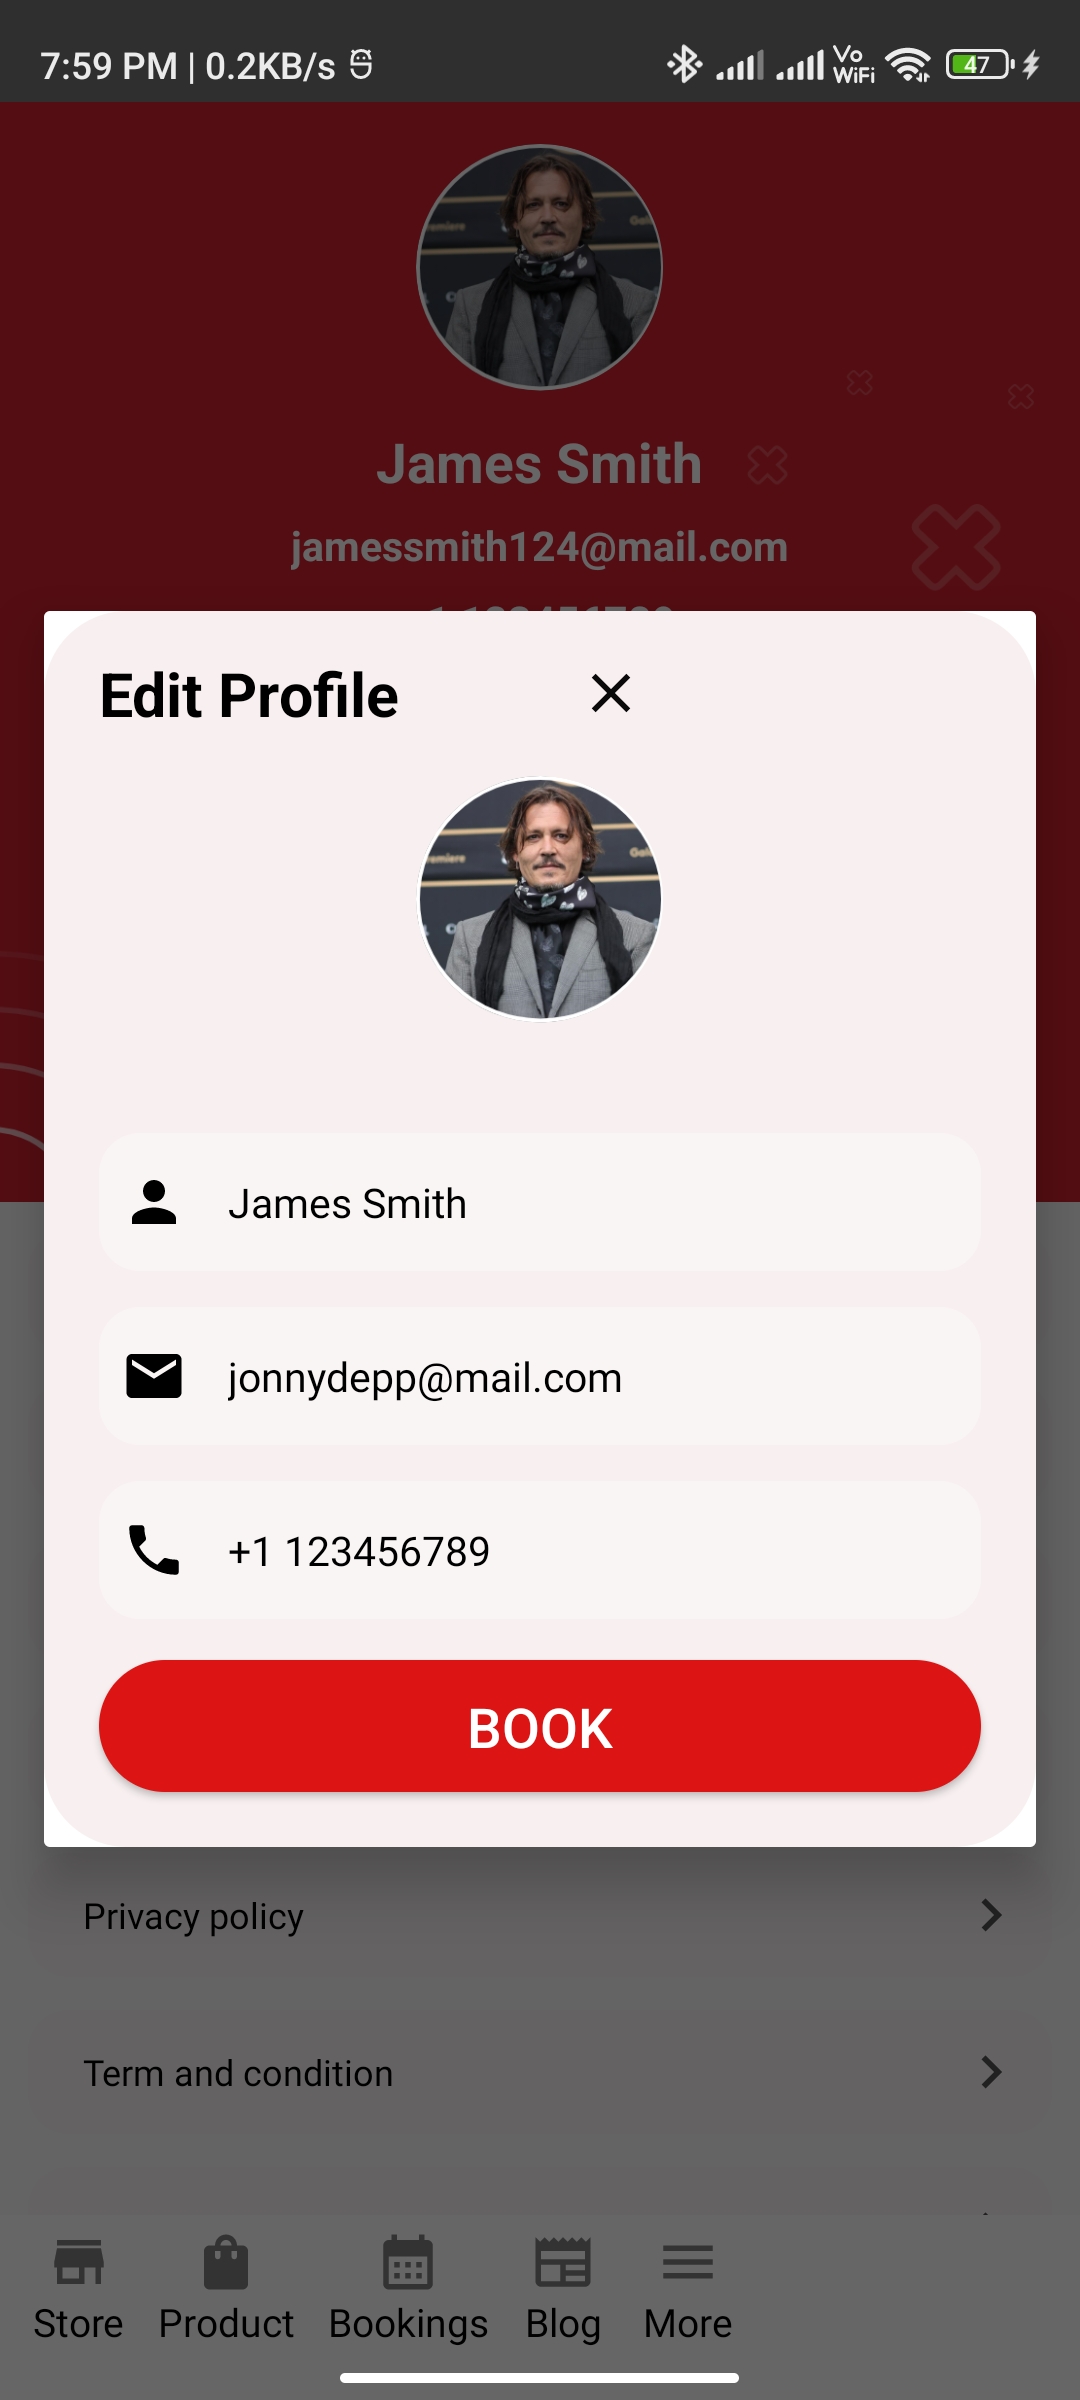 7:59 PM | 0.2KB/s
Vo
WiFi
47
James Smith
jamessmith124@mail.com
Edit Profile
James Smith
jonnydepp@mail.com
+1 123456789
BOOK
Privacy policy
Term and condition
Store Product Bookings Blog More